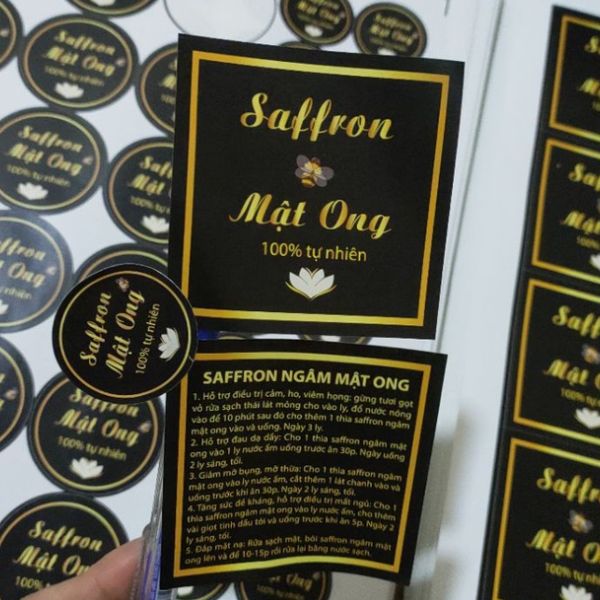 Saffron
Mật Ong
100% tự nhiên
Saffron
Mật Ong
100% tự nhiên
SAFFRON NGÂM MẬT ONG
1. Hỗ trợ điều trị cảm, ho, viêm họng: gừng tươi gọt
vỏ rửa sạch thái lát mỏng cho vào ly, đổ nước nóng
vào để 10 phút sau đó cho thêm 1 thìa saffron ngâm
mật ong vào và uống. Ngày 3 ly.
2. Hỗ trợ đau dạ dầy: Cho 1 thìa saffron ngâm mật
ong vào 1 ly nước ấm uống trước ăn 30p. Ngày uống
2 ly sáng, tối.
3. Giảm mỡ bụng, mỡ thừa: Cho 1 thìa saffron ngâm
mật ong vào ly nước ấm, cắt thêm 1 lát chanh vào và
uống trước khi ăn 30p. Ngày 2 ly sáng, tối.
4. Tăng sức đề kháng, hỗ trợ điều trị mất ngủ: Cho 1
thìa saffron ngâm mật ong vào ly nước ấm, cho thêm
vài giọt tinh dầu tỏi và uống trước khi ăn 5p. Ngày 2
ly sáng, tối.
5. Đắp mặt nạ: Rửa sạch mặt, bôi saffron ngâm mật
ong lên và để 10-15p rồi rửa lại bằng nước sạch.
Saffron
Mật Ong
100% tự nhiên
Saffron
Mật Ong
100% tự nhiên